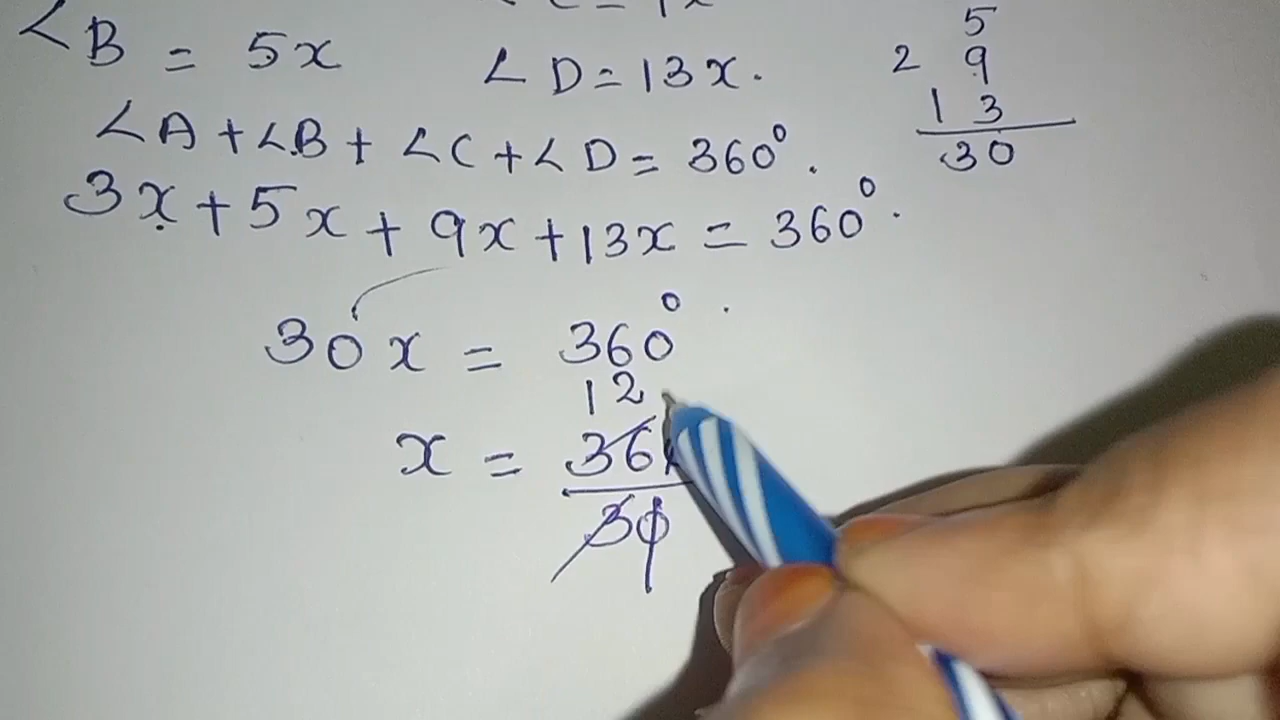 ∠B = 5x
∠D = 13x.
∠A + ∠B + ∠C + ∠D = 360°.
3x + 5x + 9x + 13x = 360°.
30x = 360°.
12
x = 36
30
5
2 9
13
30